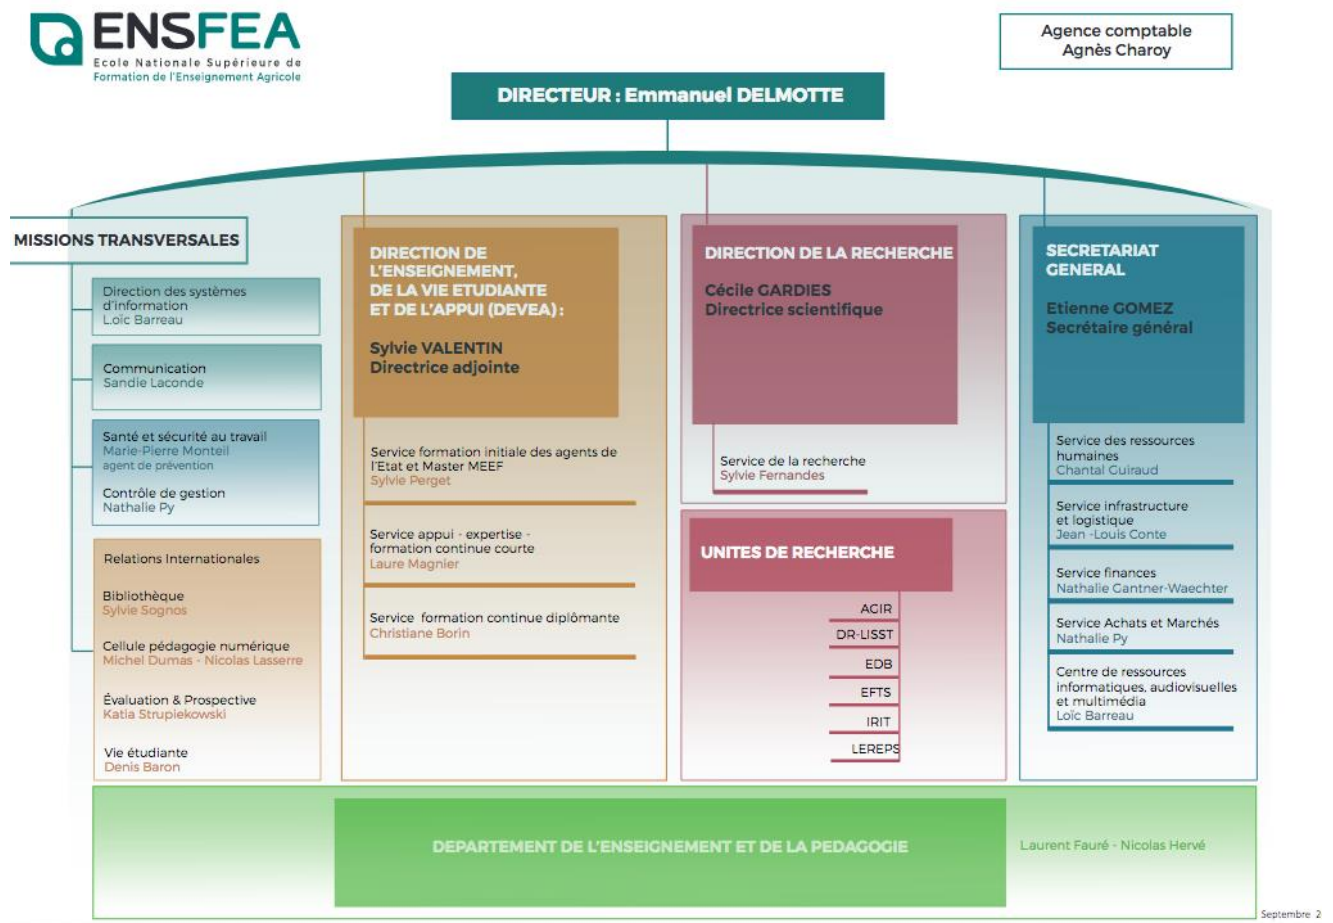 ENSFEA
Ecole Nationale Supérieure de
Formation de l'Enseignement Agricole
Agence comptable
Agnès Charoy
DIRECTEUR : Emmanuel DELMOTTE
MISSIONS TRANSVERSALES
Direction des systèmes
d'information
Loïc Barreau
Communication
Sandie Laconde
Santé et sécurité au travail
Marie-Pierre Monteil
agent de prévention
Contrôle de gestion
Nathalie Py
Relations Internationales
Bibliothèque
Sylvie Sognos
Cellule pédagogie numérique
Michel Dumas - Nicolas Lasserre
Évaluation & Prospective
Katia Strupiekowski
Vie étudiante
Denis Baron
DIRECTION DE
L'ENSEIGNEMENT,
DE LA VIE ETUDIANTE
ET DE L'APPUI (DEVEA) :
Sylvie VALENTIN
Directrice adjointe
Service formation initiale des agents de
l'Etat et Master MEEF
Sylvie Perget
Service appui - expertise -
formation continue courte
Laure Magnier
Service formation continue diplômante
Christiane Borin
DIRECTION DE LA RECHERCHE
Cécile GARDIES
Directrice scientifique
Service de la recherche
Sylvie Fernandes
UNITES DE RECHERCHE
AGIR
DR-LISST
EDB
EFTS
IRIT
LEREPS
SECRETARIAT
GENERAL
Etienne GOMEZ
Secrétaire général
Service des ressources
humaines
Chantal Guiraud
Service infrastructure
et logistique
Jean -Louis Conte
Service finances
Nathalie Gantner-Waechter
Service Achats et Marchés
Nathalie Py
Centre de ressources
informatiques, audiovisuelles
et multimédia
Loïc Barreau
DEPARTEMENT DE L'ENSEIGNEMENT ET DE LA PEDAGOGIE
Laurent Fauré - Nicolas Hervé
Septembre 2